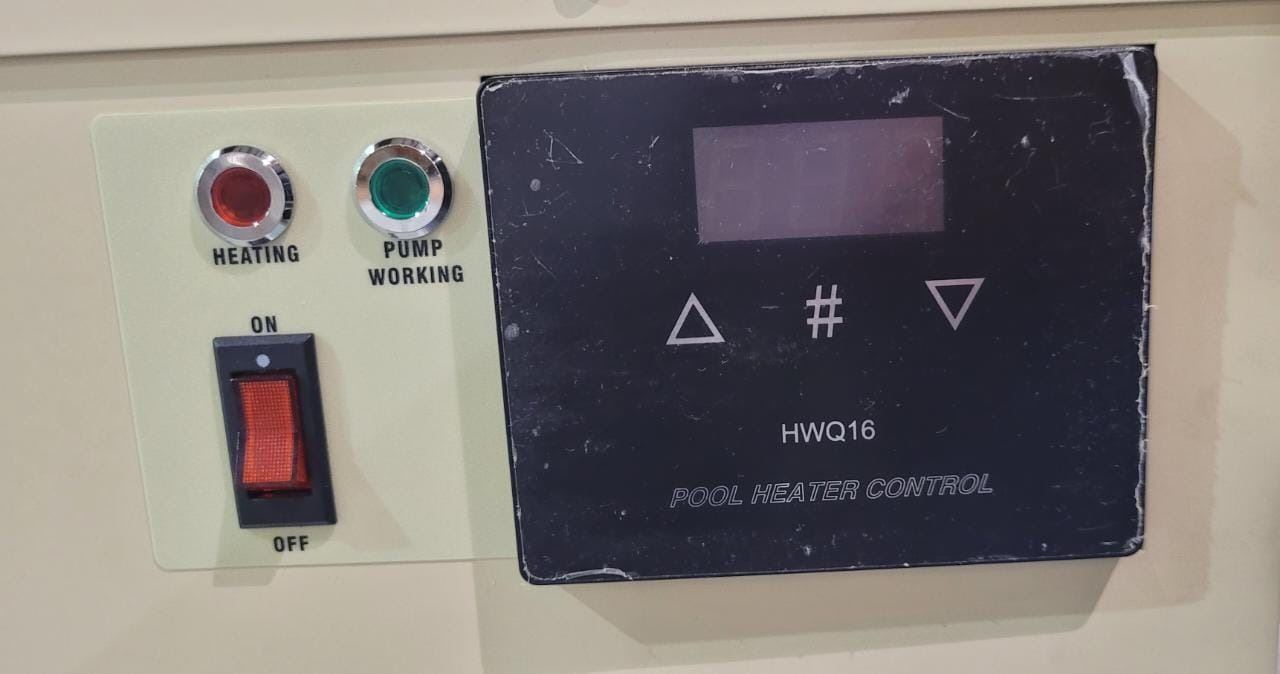 HEATING
PUMP
WORKING
ON
OFF
#
HWQ16
POOL HEATER CONTROL